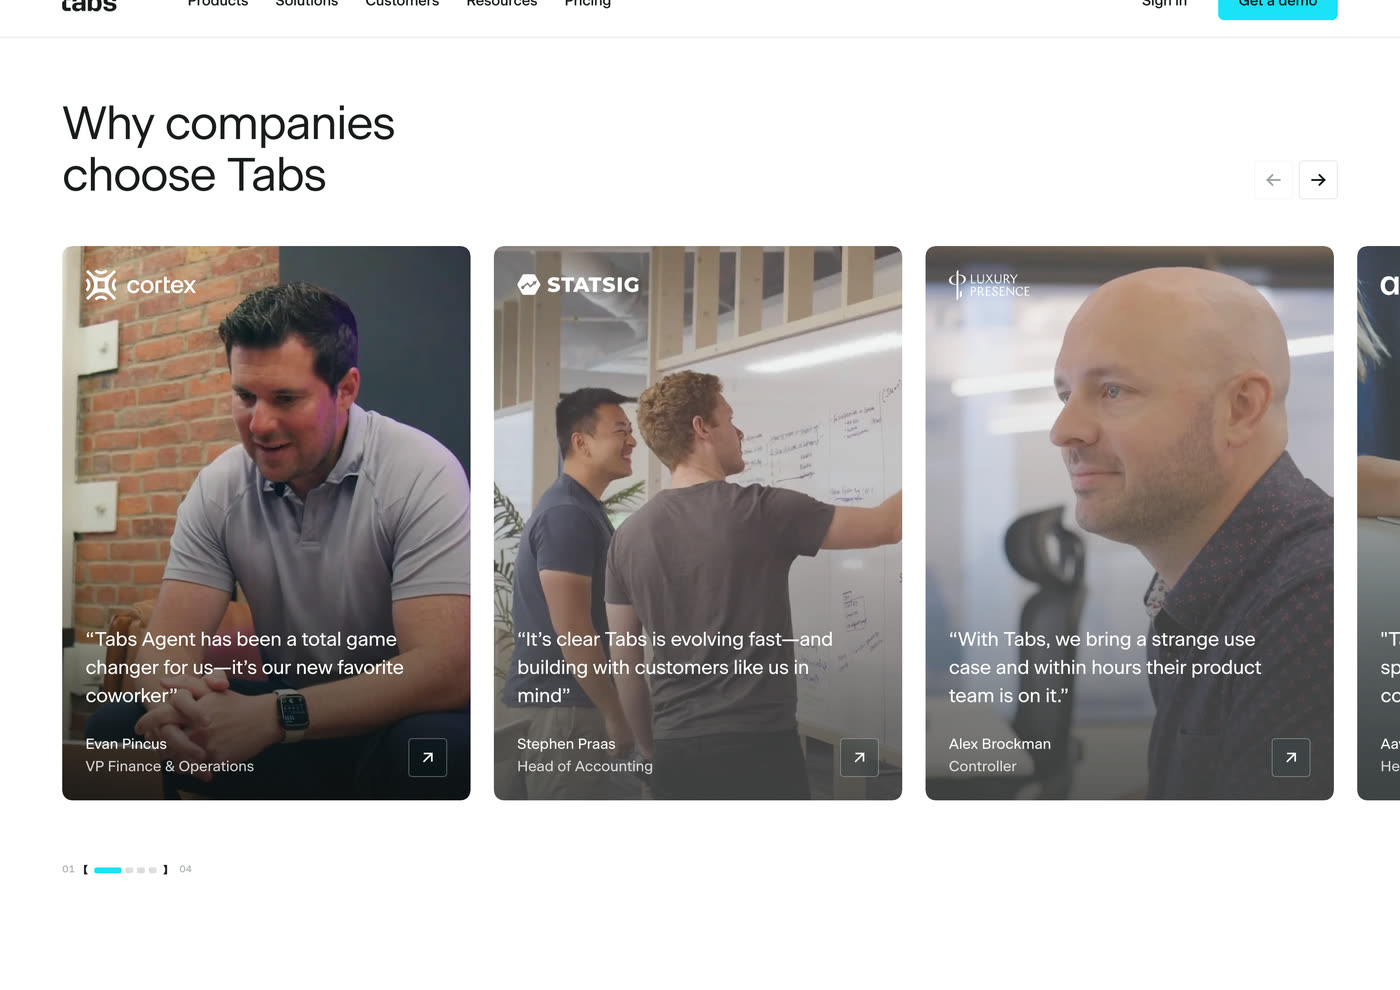 tabs
Products Solutions Customers Resources Pricing
Sign in
Get a demo
Why companies
choose Tabs
cortex
“Tabs Agent has been a total game
changer for us—it’s our new favorite
coworker”
Evan Pincus
VP Finance & Operations
STATSIG
“It’s clear Tabs is evolving fast—and
building with customers like us in
mind”
Stephen Praas
Head of Accounting
LUXURY
PRESENCE
“With Tabs, we bring a strange use
case and within hours their product
team is on it.”
Alex Brockman
Controller
01 [ ] 04